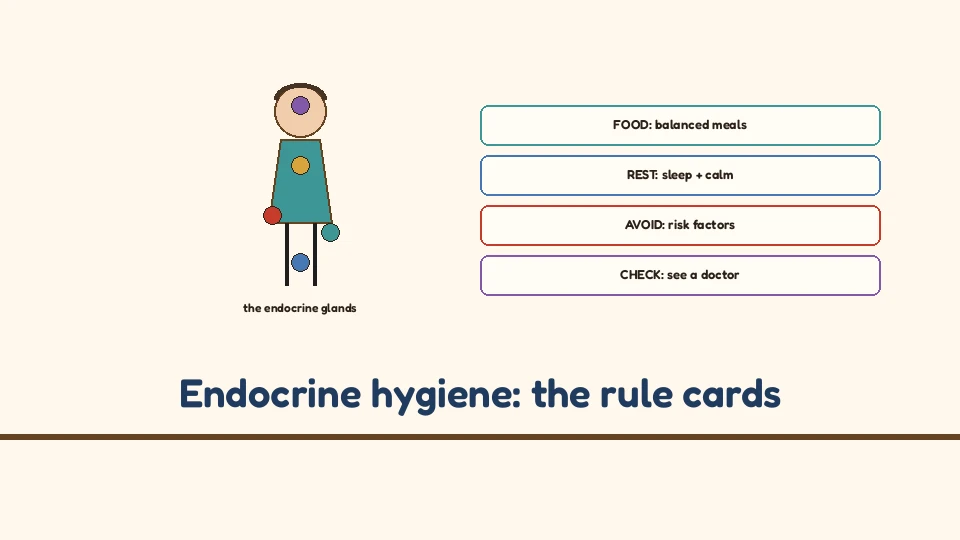 FOOD: balanced meals
REST: sleep + calm
AVOID: risk factors
CHECK: see a doctor
the endocrine glands
Endocrine hygiene: the rule cards